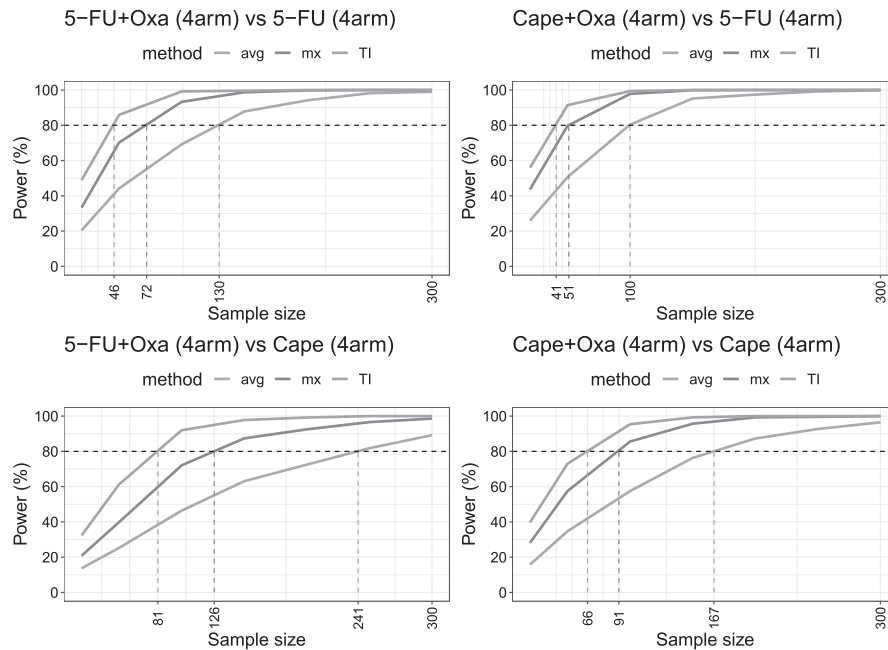 5−FU+Oxa (4arm) vs 5−FU (4arm)
method avg mx TI
100
80
60
40
20
0
Power (%)
46 72 130 300
Sample size
Cape+Oxa (4arm) vs 5−FU (4arm)
method avg mx TI
100
80
60
40
20
0
Power (%)
41 51 100 300
Sample size
5−FU+Oxa (4arm) vs Cape (4arm)
method avg mx TI
100
80
60
40
20
0
Power (%)
81 126 241 300
Sample size
Cape+Oxa (4arm) vs Cape (4arm)
method avg mx TI
100
80
60
40
20
0
Power (%)
66 91 167 300
Sample size